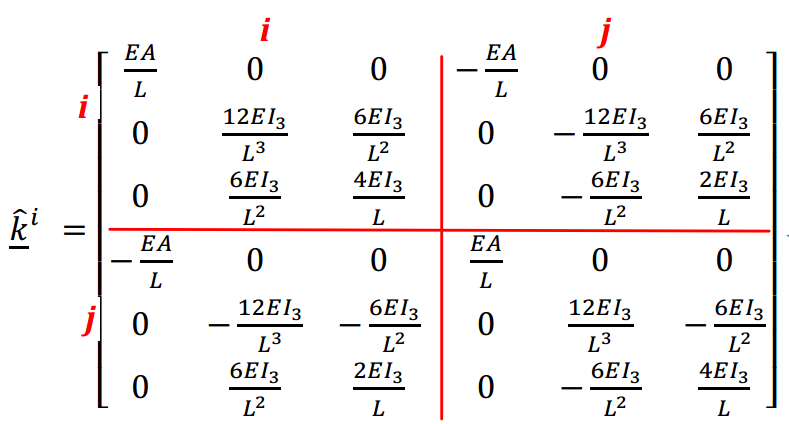 i j
i
EA/L 0 0 −EA/L 0 0
0 12EI₃/L³ 6EI₃/L² 0 −12EI₃/L³ 6EI₃/L²
0 6EI₃/L² 4EI₃/L 0 −6EI₃/L² 2EI₃/L
k̲̂ⁱ =
−EA/L 0 0 EA/L 0 0
j
0 −12EI₃/L³ −6EI₃/L² 0 12EI₃/L³ −6EI₃/L²
0 6EI₃/L² 2EI₃/L 0 −6EI₃/L² 4EI₃/L